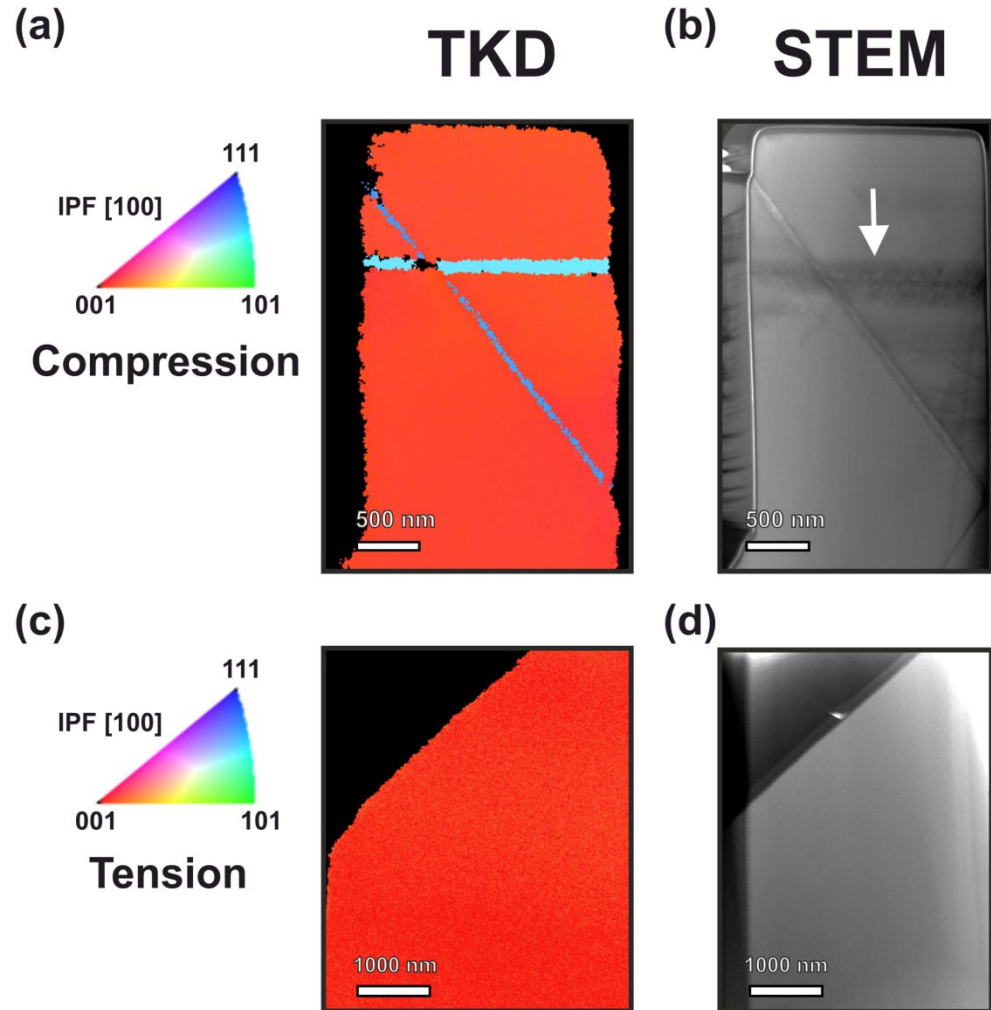 (a)
TKD
(b)
STEM
111
IPF [100]
001
101
Compression
500 nm
500 nm
(c)
(d)
111
IPF [100]
001
101
Tension
1000 nm
1000 nm